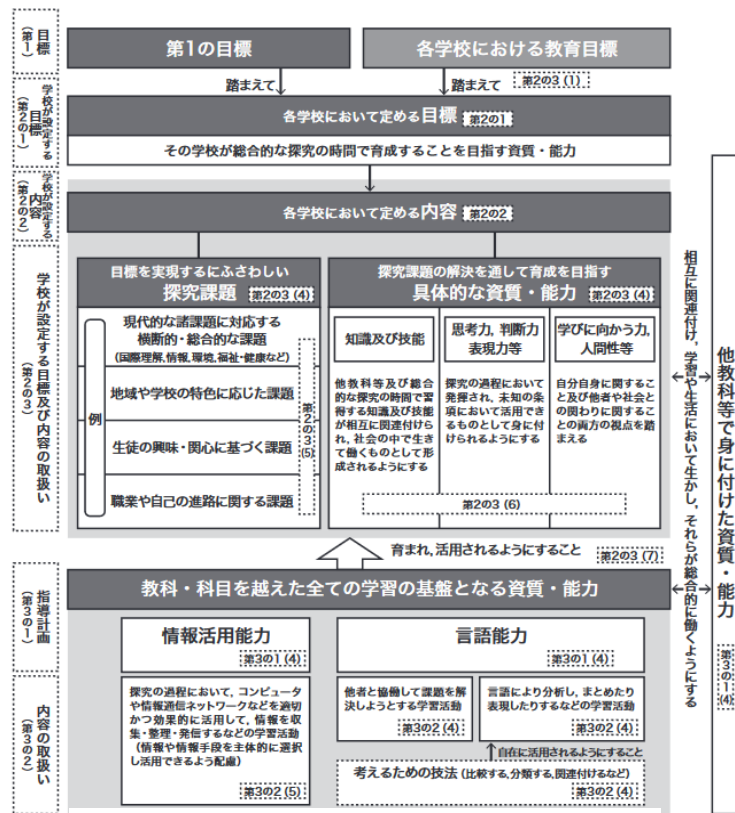 目標
(第1)
第1の目標
各学校における教育目標
踏まえて
踏まえて
第2の3 (1)
学校が設定する
目標
(第2の1)
各学校において定める目標 第2の1
その学校が総合的な探究の時間で育成することを目指す資質・能力
学校が設定する
内容
(第2の2)
各学校において定める内容 第2の2
学校が設定する目標及び内容の取扱い
(第2の3)
目標を実現するにふさわしい
探究課題 第2の3 (4)
例
現代的な諸課題に対応する
横断的・総合的な課題
(国際理解,情報,環境,福祉・健康など)
地域や学校の特色に応じた課題
生徒の興味・関心に基づく課題
職業や自己の進路に関する課題
第2の3 (5)
探究課題の解決を通して育成を目指す
具体的な資質・能力 第2の3 (4)
知識及び技能
他教科等及び総合
的な探究の時間で習
得する知識及び技能
が相互に関連付けら
れ,社会の中で生き
て働くものとして形
成されるようにする
思考力,判断力
表現力等
探究の過程において
発揮され,未知の条
項において活用でき
るものとして身に付
けられるようにする
学びに向かう力,
人間性等
自分自身に関するこ
と及び他者や社会と
の関わりに関すること
の両方の視点を踏
まえる
第2の3 (6)
育まれ,活用されるようにすること 第2の3 (7)
指導計画
(第3の1)
教科・科目を越えた全ての学習の基盤となる資質・能力
情報活用能力
第3の1 (4)
言語能力
第3の1 (4)
内容の取扱い
(第3の2)
探究の過程において,コンピュータ
や情報通信ネットワークなどを適切
かつ効果的に活用して,情報を収
集・整理・発信するなどの学習活動
(情報や情報手段を主体的に選択
し活用できるよう配慮)
第3の2 (5)
他者と協働して課題を解
決しようとする学習活動
第3の2 (4)
言語により分析し,まとめたり
表現したりするなどの学習活動
第3の2 (4)
自在に活用されるようにすること
考えるための技法 (比較する,分類する,関連付けるなど)
第3の2 (4)
相互に関連付け,学習や生活において生かし,それらが総合的に働くようにする
他教科等で身に付けた資質・能力
第3の1 (4)